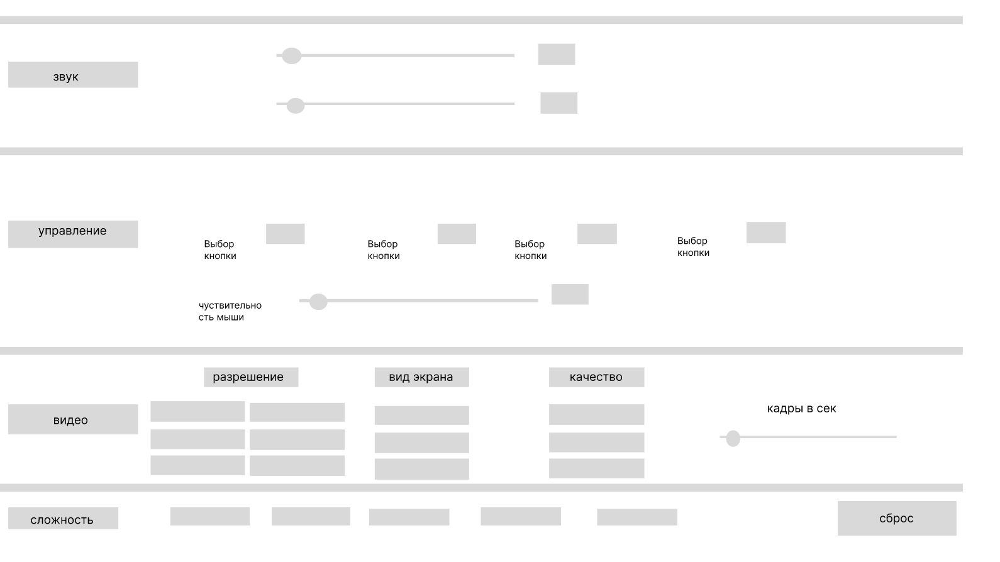 звук
управление
Выбор
кнопки
Выбор
кнопки
Выбор
кнопки
Выбор
кнопки
чуствительно
сть мыши
разрешение
вид экрана
качество
видео
кадры в сек
сложность
сброс